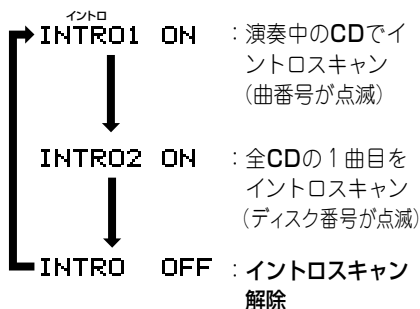 イントロ
INTRO1 ON :演奏中のCDでイ
ントロスキャン
(曲番号が点滅)
INTRO2 ON :全CDの1曲目を
イントロスキャン
(ディスク番号が点滅)
INTRO OFF :イントロスキャン
解除